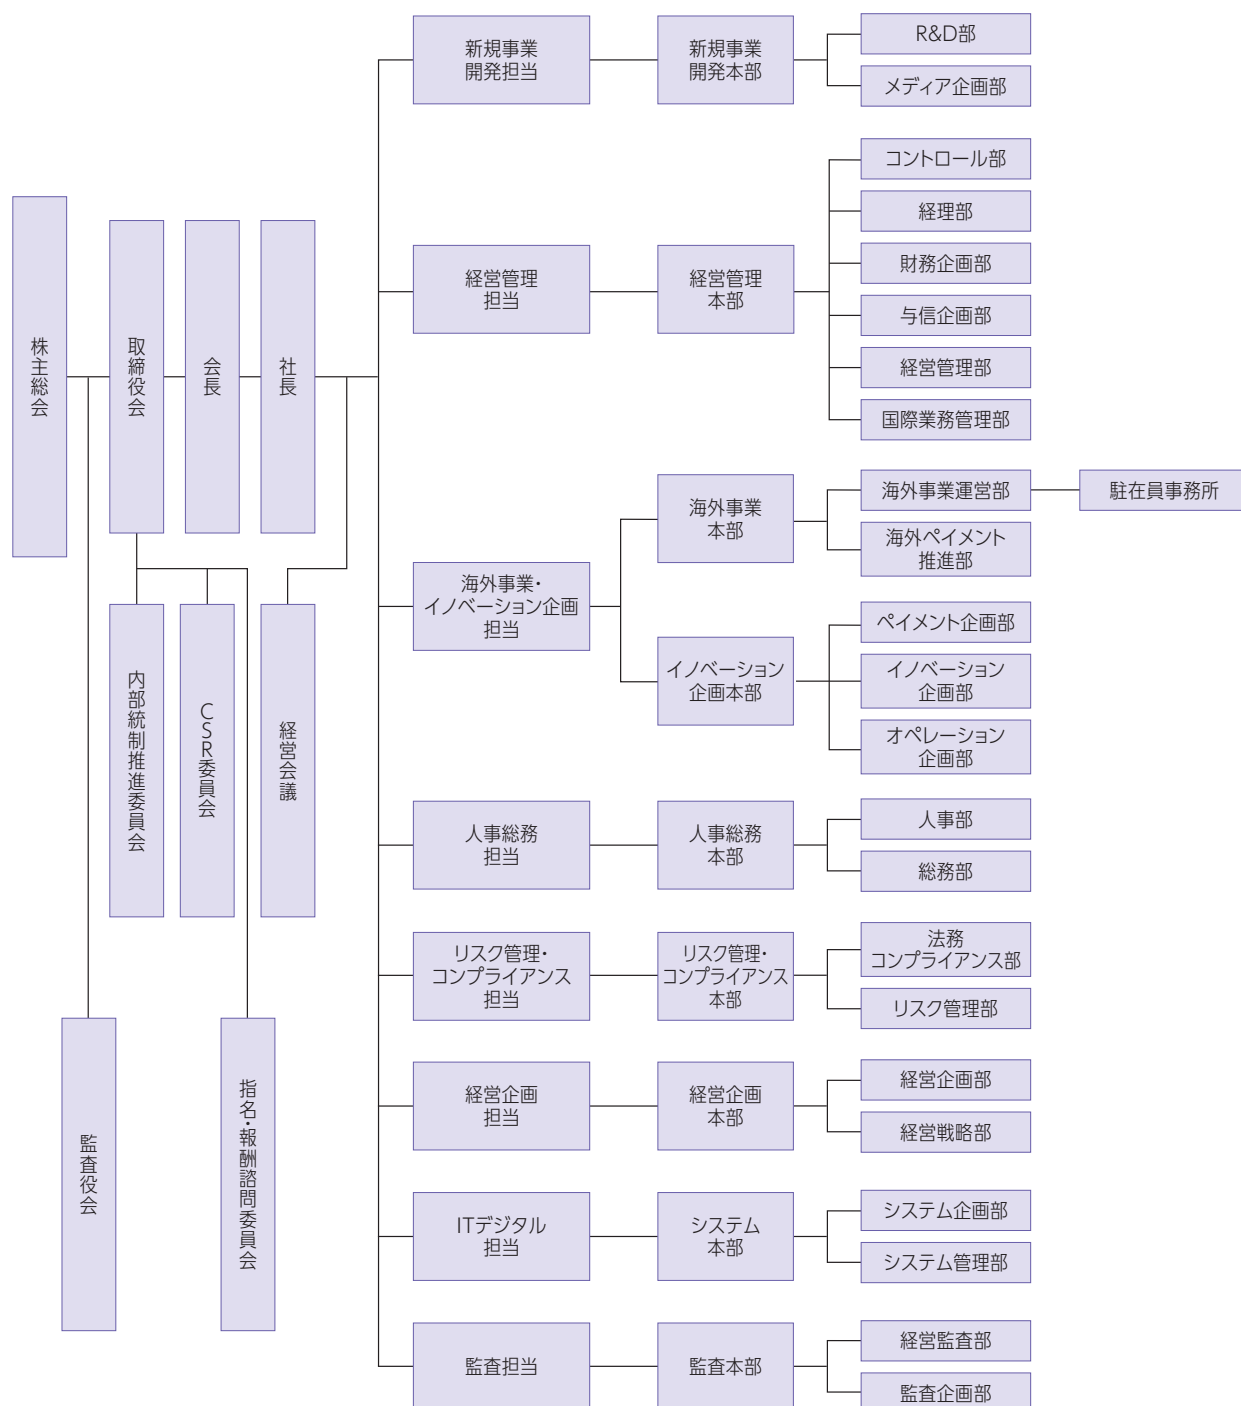 株主総会
取締役会
会長
社長
内部統制推進委員会
CSR委員会
経営会議
監査役会
指名・報酬諮問委員会
新規事業
開発担当
新規事業
開発本部
R&D部
メディア企画部
経営管理
担当
経営管理
本部
コントロール部
経理部
財務企画部
与信企画部
経営管理部
国際業務管理部
海外事業・
イノベーション企画
担当
海外事業
本部
海外事業運営部
駐在員事務所
海外ペイメント
推進部
イノベーション
企画本部
ペイメント企画部
イノベーション
企画部
オペレーション
企画部
人事総務
担当
人事総務
本部
人事部
総務部
リスク管理・
コンプライアンス
担当
リスク管理・
コンプライアンス
本部
法務
コンプライアンス部
リスク管理部
経営企画
担当
経営企画
本部
経営企画部
経営戦略部
ITデジタル
担当
システム
本部
システム企画部
システム管理部
監査担当
監査本部
経営監査部
監査企画部